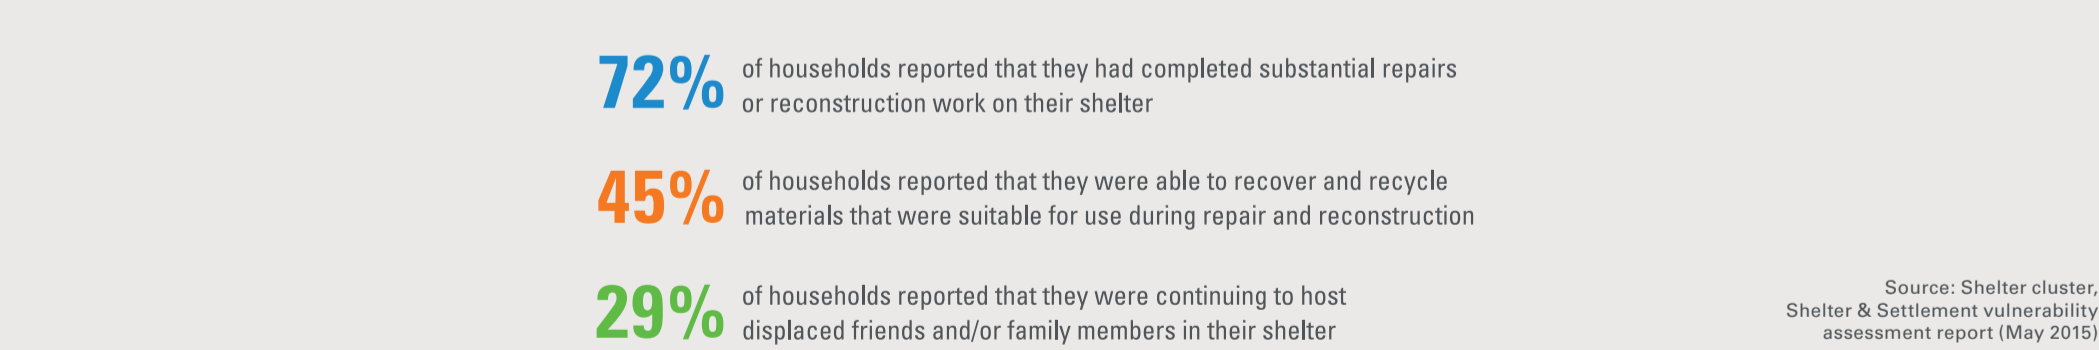 72% of households reported that they had completed substantial repairs
or reconstruction work on their shelter
45% of households reported that they were able to recover and recycle
materials that were suitable for use during repair and reconstruction
29% of households reported that they were continuing to host
displaced friends and/or family members in their shelter
Source: Shelter cluster,
Shelter & Settlement vulnerability
assessment report (May 2015)